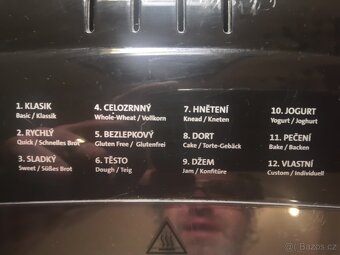 1. KLASIK
Basic / Klassik
2. RYCHLÝ
Quick / Schnelles Brot
3. SLADKÝ
Sweet / Süßes Brot
4. CELOZRNNÝ
Whole-Wheat / Vollkorn
5. BEZLEPKOVÝ
Gluten Free / Glutenfrei
6. TĚSTO
Dough / Teig
7. HNĚTENÍ
Knead / Kneten
8. DORT
Cake / Torte-Gebäck
9. DŽEM
Jam / Konfitüre
10. JOGURT
Yogurt / Joghurt
11. PEČENÍ
Bake / Backen
12. VLASTNÍ
Custom / Individuell
Bazos.cz